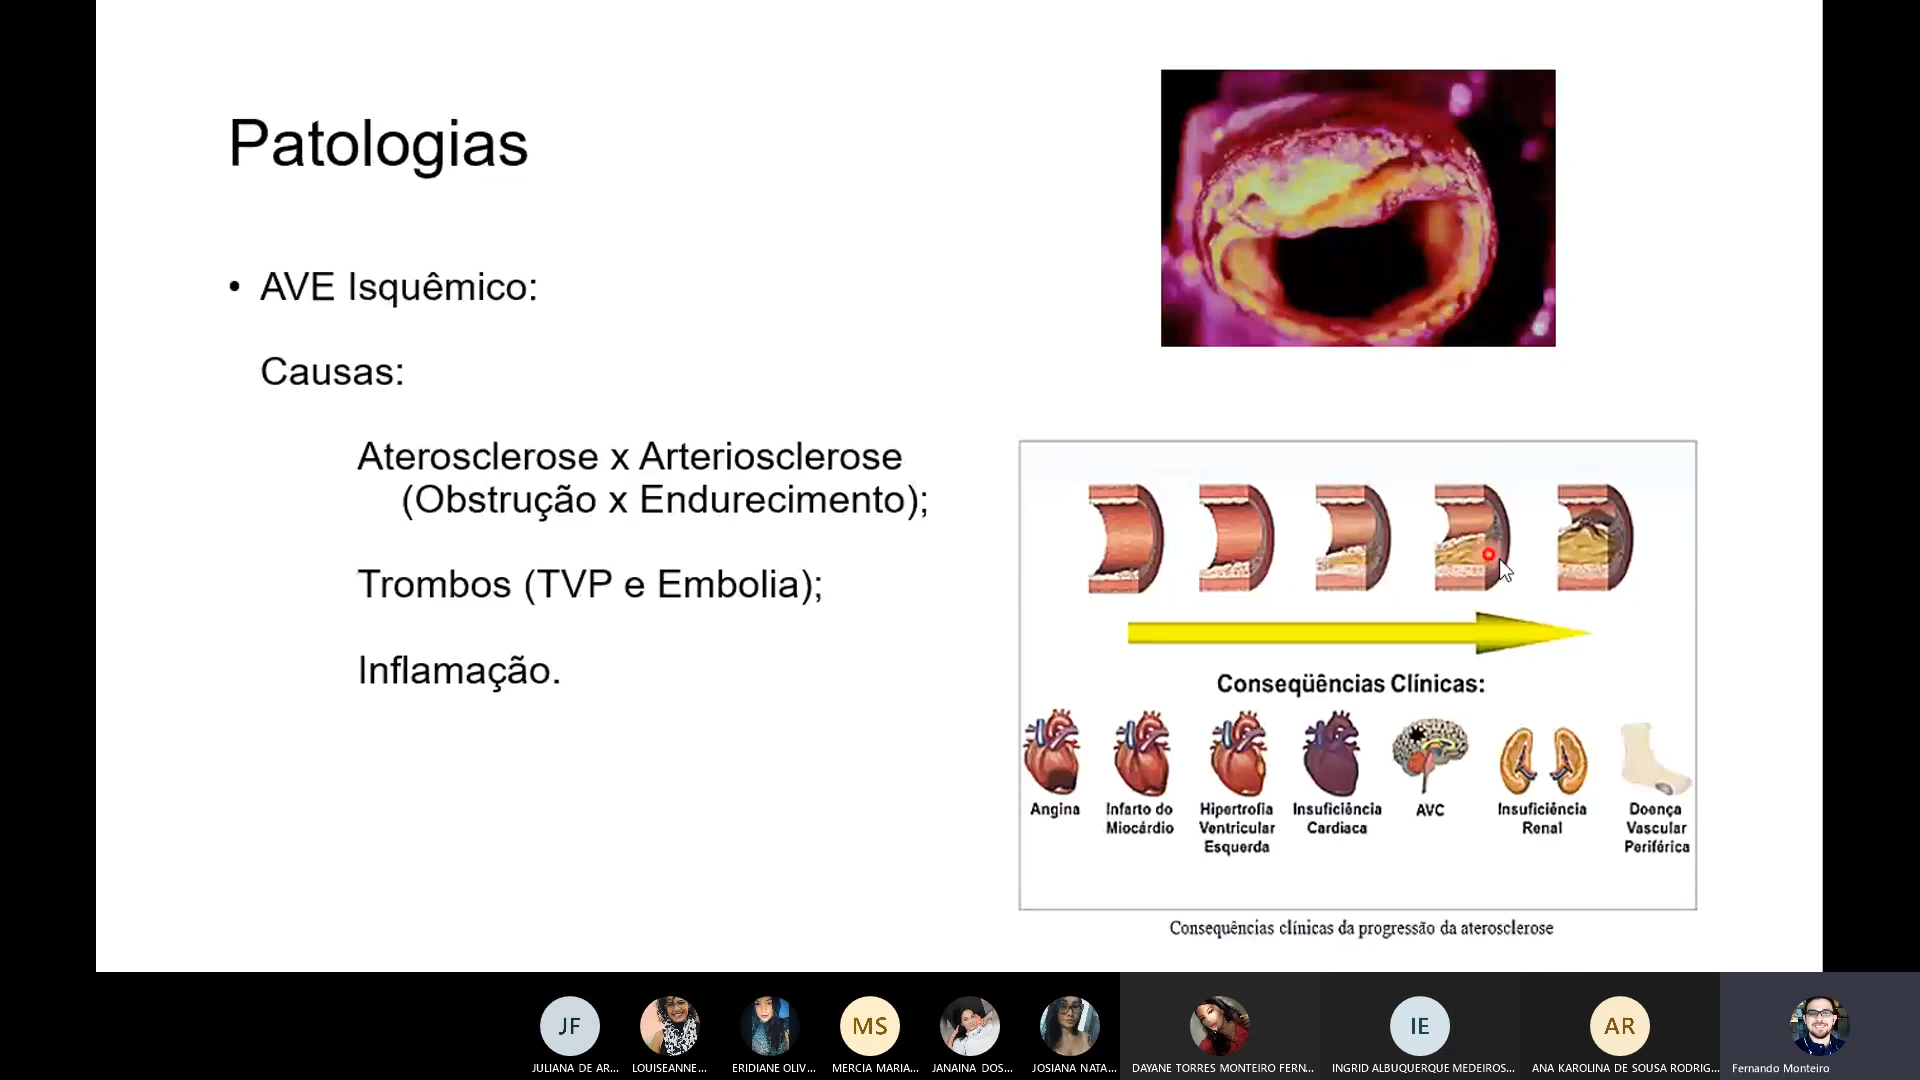 Patologias
• AVE Isquêmico:
Causas:
Aterosclerose x Arteriosclerose
(Obstrução x Endurecimento);
Trombos (TVP e Embolia);
Inflamação.
Conseqüências Clínicas:
Angina
Infarto do
Miocárdio
Hipertrofia
Ventricular
Esquerda
Insuficiência
Cardiaca
AVC
Insuficiência
Renal
Doença
Vascular
Periférica
Consequências clínicas da progressão da aterosclerose
JF
MS
IE
AR
JULIANA DE AR...
LOUISEANNE...
ERIDIANE OLIV...
MERCIA MARIA...
JANAINA DOS...
JOSIANA NATA...
DAYANE TORRES MONTEIRO FERN...
INGRID ALBUQUERQUE MEDEIROS...
ANA KAROLINA DE SOUSA RODRIG...
Fernando Monteiro